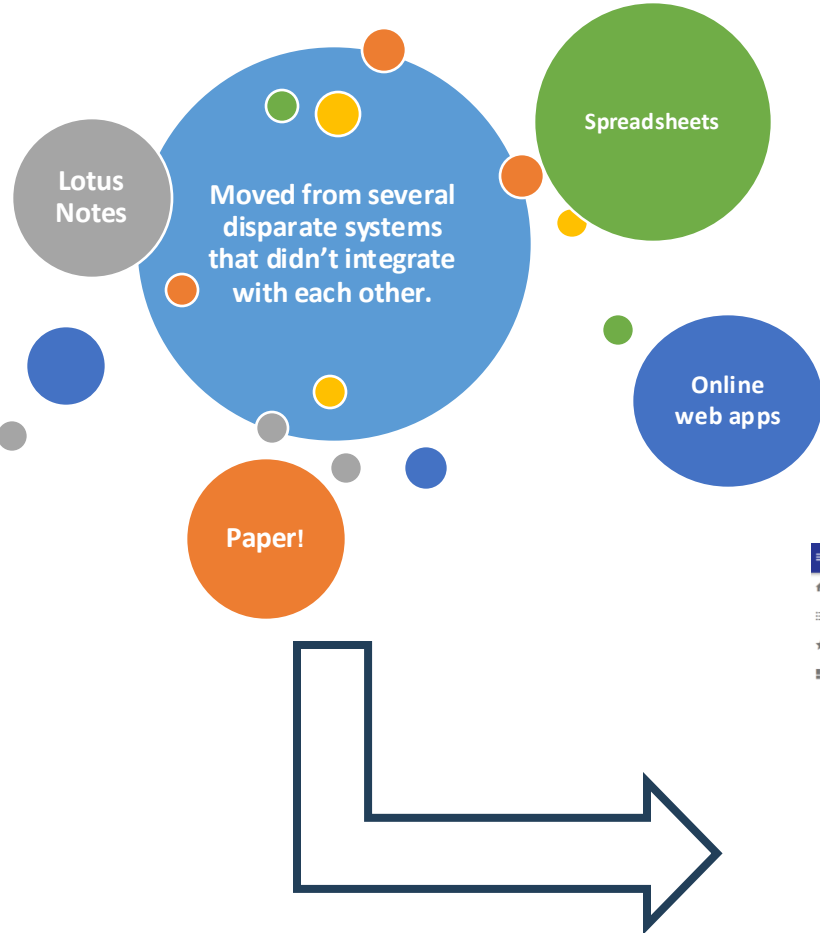 Spreadsheets
Lotus
Notes
Moved from several
disparate systems
that didn't integrate
with each other.
Online
web apps
Paper!